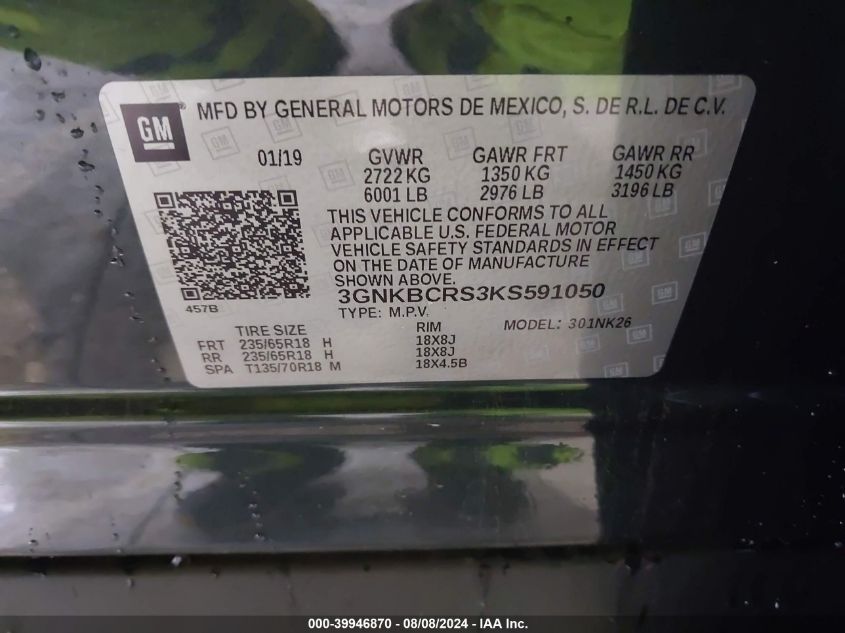 GM
MFD BY GENERAL MOTORS DE MEXICO, S. DE R.L. DE C.V.
01/19 GVWR GAWR FRT GAWR RR
2722 KG 1350 KG 1450 KG
6001 LB 2976 LB 3196 LB
THIS VEHICLE CONFORMS TO ALL
APPLICABLE U.S. FEDERAL MOTOR
VEHICLE SAFETY STANDARDS IN EFFECT
ON THE DATE OF MANUFACTURE
SHOWN ABOVE.
457B
3GNKBCRS3KS591050
TYPE: M.P.V. MODEL: 301NK26
TIRE SIZE RIM
FRT 235/65R18 H 18X8J
RR 235/65R18 H 18X8J
SPA T135/70R18 M 18X4.5B
000-39946870 - 08/08/2024 - IAA Inc.